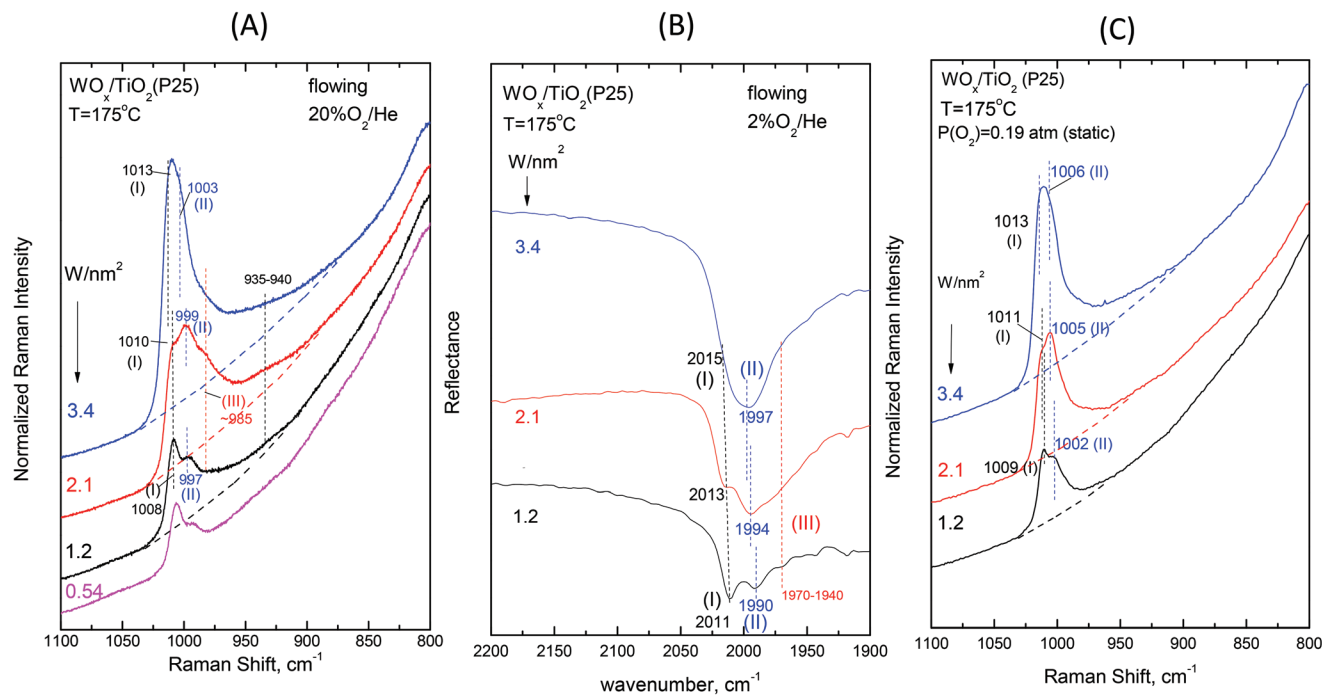 (A)
WOₓ/TiO₂(P25)
T=175°C
flowing
20%O₂/He
1013
(I)
1003
(II)
W/nm²
935-940
999
(II)
1010
(I)
3.4
(III)
~985
2.1
(I)
997
(II)
1008
1.2
0.54
Normalized Raman Intensity
1100 1050 1000 950 900 850 800
Raman Shift, cm⁻¹
(B)
WOₓ/TiO₂(P25)
T=175°C
flowing
2%O₂/He
W/nm²
3.4
2015
(I)
(II)
1997
2.1
2013
1994
(III)
1.2
(I)
2011
1990
(II)
1970-1940
Reflectance
2200 2150 2100 2050 2000 1950 1900
wavenumber, cm⁻¹
(C)
WOₓ/TiO₂(P25)
T=175°C
P(O₂)=0.19 atm (static)
1006 (II)
1013
(I)
W/nm²
1011
(I)
1005 (II)
3.4
1002 (II)
1009 (I)
2.1
1.2
Normalized Raman Intensity
1100 1050 1000 950 900 850 800
Raman Shift, cm⁻¹